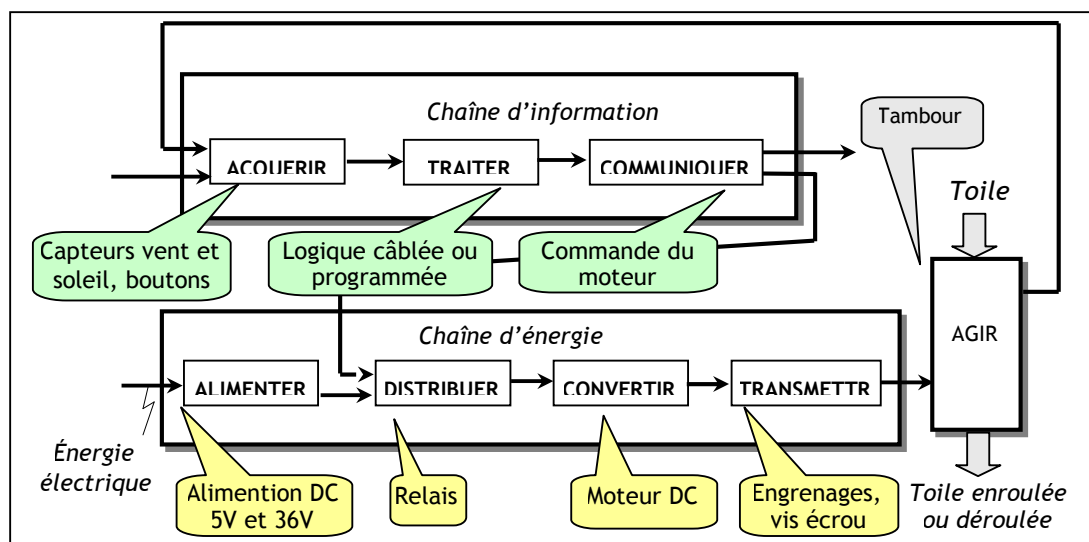 Chaîne d'information
Tambour
ACQUERIR
TRAITER
COMMUNIQUER
Toile
Capteurs vent et
soleil, boutons
Logique câblée ou
programmée
Commande du
moteur
Chaîne d'énergie
AGIR
ALIMENTER
DISTRIBUER
CONVERTIR
TRANSMETTR
Énergie
électrique
Alimention DC
5V et 36V
Relais
Moteur DC
Engrenages,
vis écrou
Toile enroulée
ou déroulée